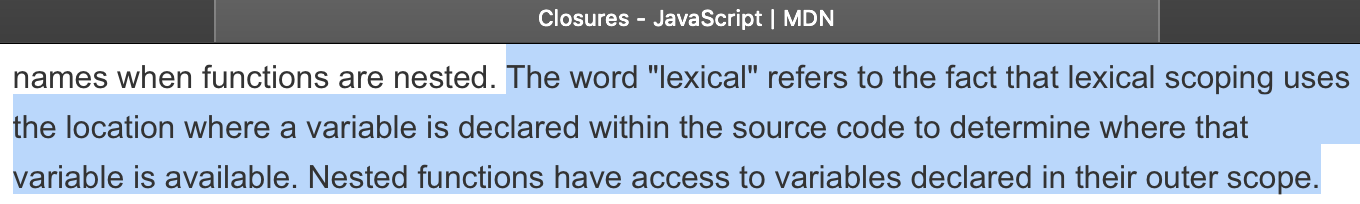 Closures - JavaScript | MDN
names when functions are nested. The word "lexical" refers to the fact that lexical scoping uses
the location where a variable is declared within the source code to determine where that
variable is available. Nested functions have access to variables declared in their outer scope.